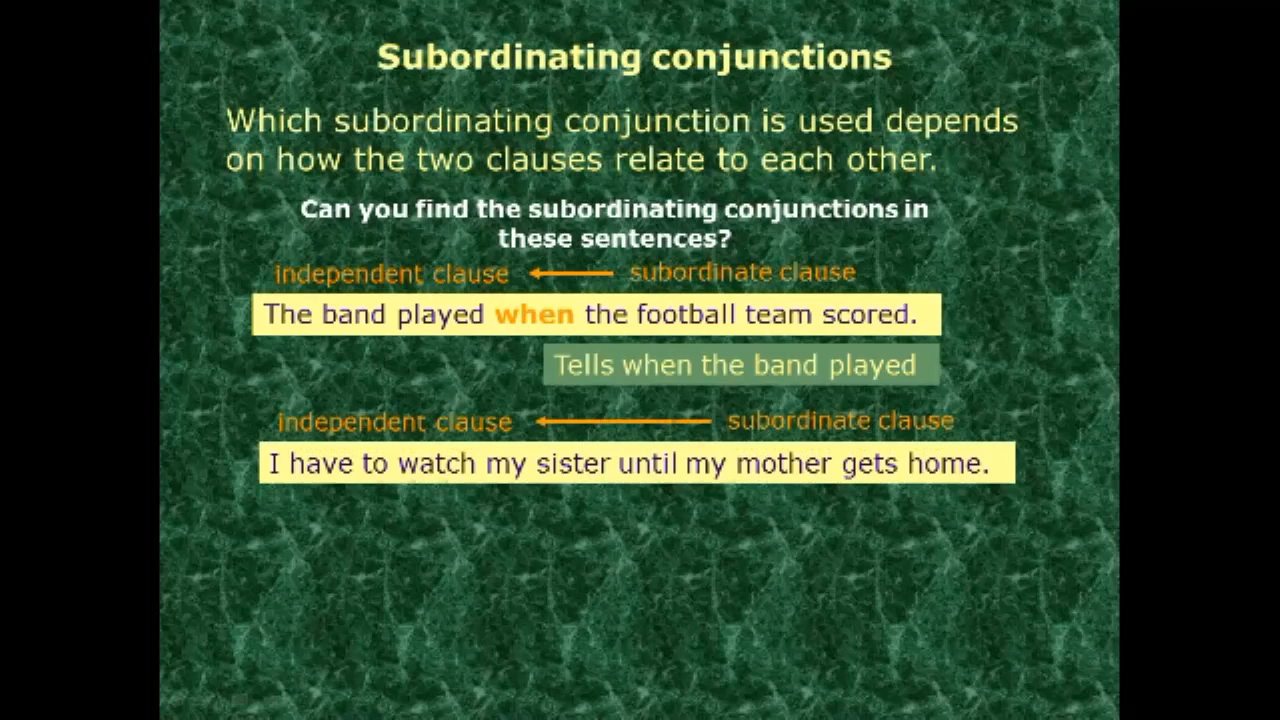 Subordinating conjunctions
Which subordinating conjunction is used depends
on how the two clauses relate to each other.
Can you find the subordinating conjunctions in
these sentences?
independent clause subordinate clause
The band played when the football team scored.
Tells when the band played
independent clause subordinate clause
I have to watch my sister until my mother gets home.